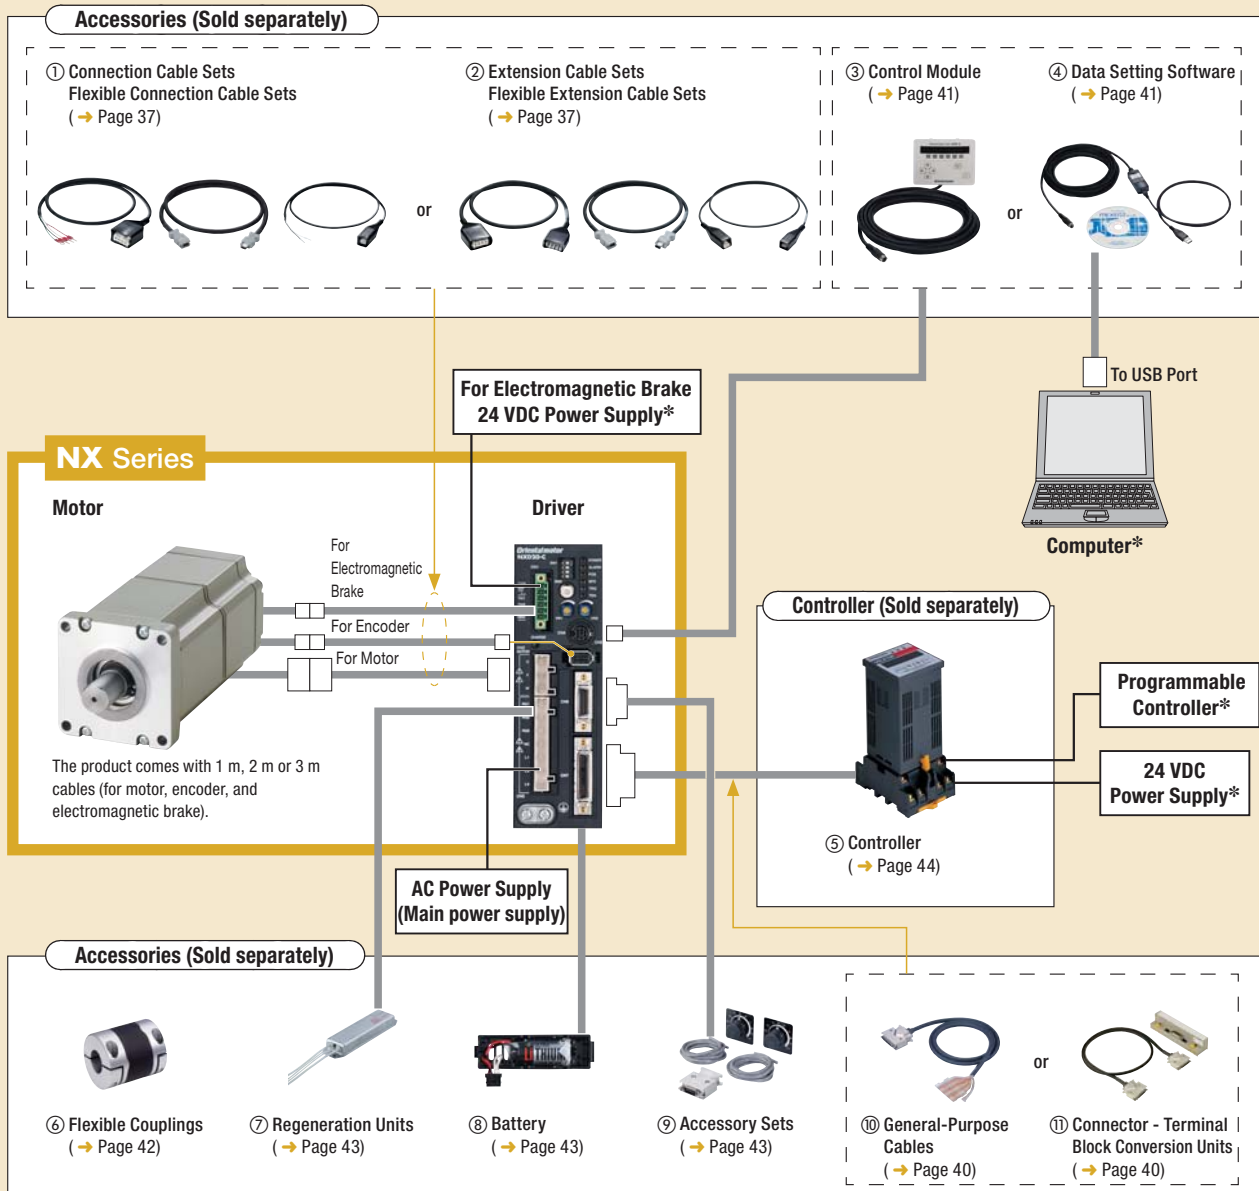 Accessories (Sold separately)
① Connection Cable Sets
Flexible Connection Cable Sets
( ➜ Page 37)
② Extension Cable Sets
Flexible Extension Cable Sets
( ➜ Page 37)
③ Control Module
( ➜ Page 41)
④ Data Setting Software
( ➜ Page 41)
or
or
To USB Port
For Electromagnetic Brake
24 VDC Power Supply*
Computer*
NX Series
Motor
Driver
Orientalmotor
NXD30-C
For
Electromagnetic
Brake
For Encoder
For Motor
The product comes with 1 m, 2 m or 3 m
cables (for motor, encoder, and
electromagnetic brake).
Controller (Sold separately)
Programmable
Controller*
24 VDC
Power Supply*
⑤ Controller
( ➜ Page 44)
AC Power Supply
(Main power supply)
Accessories (Sold separately)
LITHIUM
or
⑥ Flexible Couplings
( ➜ Page 42)
⑦ Regeneration Units
( ➜ Page 43)
⑧ Battery
( ➜ Page 43)
⑨ Accessory Sets
( ➜ Page 43)
⑩ General-Purpose
Cables
( ➜ Page 40)
⑪ Connector - Terminal
Block Conversion Units
( ➜ Page 40)